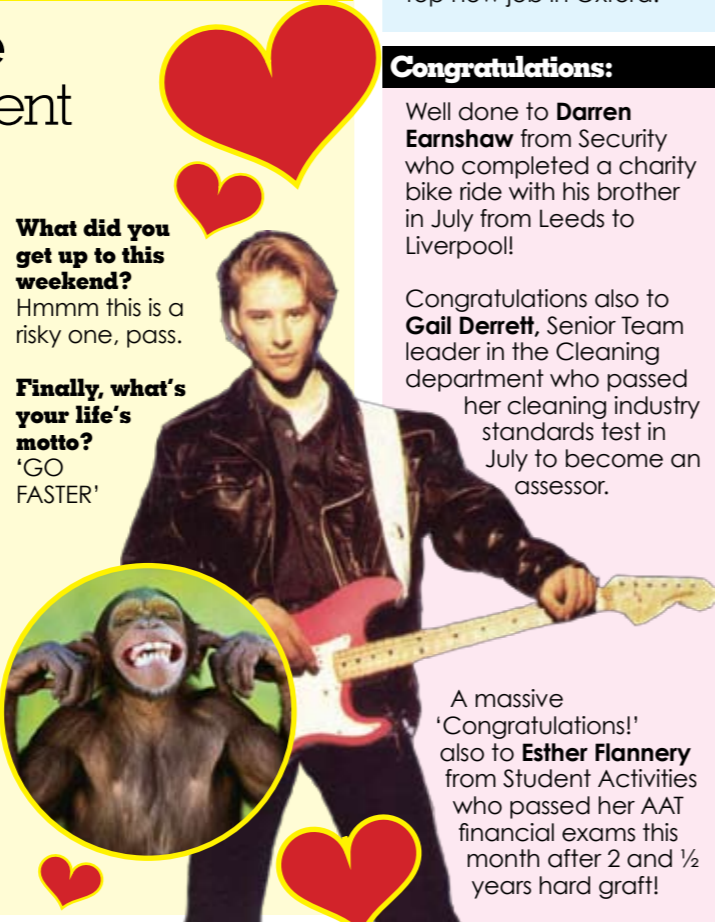 ent
What did you
get up to this
weekend?
Hmmm this is a
risky one, pass.
Finally, what's
your life's
motto?
‘GO
FASTER’
Congratulations:
Well done to Darren
Earnshaw from Security
who completed a charity
bike ride with his brother
in July from Leeds to
Liverpool!
Congratulations also to
Gail Derrett, Senior Team
leader in the Cleaning
department who passed
her cleaning industry
standards test in
July to become an
assessor.
A massive
‘Congratulations!’
also to Esther Flannery
from Student Activities
who passed her AAT
financial exams this
month after 2 and ½
years hard graft!